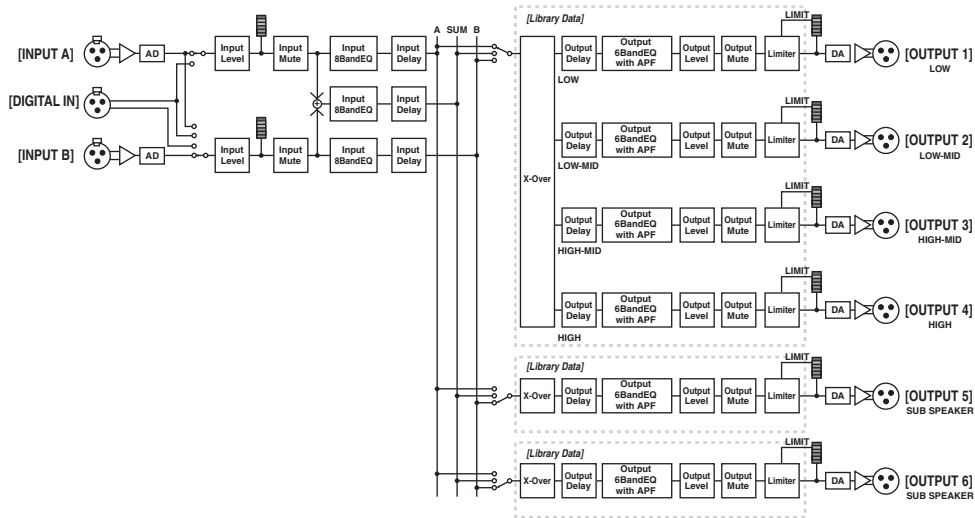 A SUM B
[Library Data]
LIMIT
[INPUT A]
AD
Input
Level
Input
Mute
Input
8BandEQ
Input
Delay
Output
Delay
Output
6BandEQ
with APF
Output
Level
Output
Mute
Limiter
DA
[OUTPUT 1]
LOW
LOW
[DIGITAL IN]
Input
8BandEQ
Input
Delay
[INPUT B]
AD
Input
Level
Input
Mute
Input
8BandEQ
Input
Delay
X-Over
LIMIT
Output
Delay
Output
6BandEQ
with APF
Output
Level
Output
Mute
Limiter
DA
[OUTPUT 2]
LOW-MID
LOW-MID
LIMIT
Output
Delay
Output
6BandEQ
with APF
Output
Level
Output
Mute
Limiter
DA
[OUTPUT 3]
HIGH-MID
HIGH-MID
LIMIT
Output
Delay
Output
6BandEQ
with APF
Output
Level
Output
Mute
Limiter
DA
[OUTPUT 4]
HIGH
HIGH
[Library Data]
LIMIT
X-Over
Output
Delay
Output
6BandEQ
with APF
Output
Level
Output
Mute
Limiter
DA
[OUTPUT 5]
SUB SPEAKER
[Library Data]
LIMIT
X-Over
Output
Delay
Output
6BandEQ
with APF
Output
Level
Output
Mute
Limiter
DA
[OUTPUT 6]
SUB SPEAKER